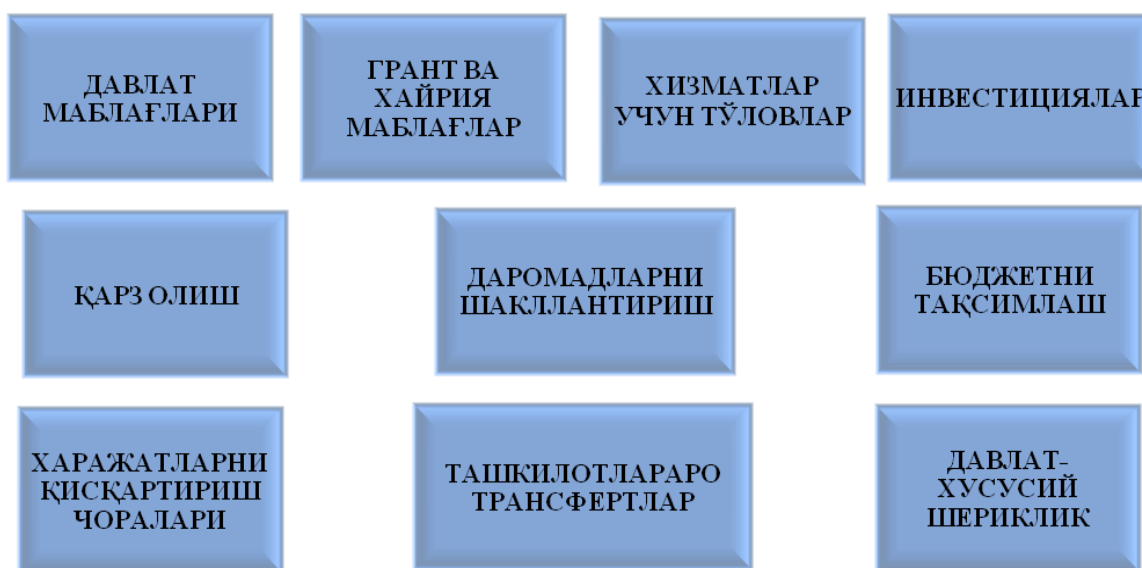 ДАВЛАТ
МАБЛАҒЛАРИ
ГРАНТ ВА
ХАЙРИЯ
МАБЛАҒЛАР
ХИЗМАТЛАР
УЧУН ТЎЛОВЛАР
ИНВЕСТИЦИЯЛАР
ҚАРЗ ОЛИШ
ДАРОМАДЛАРНИ
ШАКЛЛАНТИРИШ
БЮДЖЕТНИ
ТАҚСИМЛАШ
ХАРАЖАТЛАРНИ
ҚИСҚАРТИРИШ
ЧОРАЛАРИ
ТАШКИЛОТЛАРАРО
ТРАНСФЕРТЛАР
ДАВЛАТ-
ХУСУСИЙ
ШЕРИКЛИК